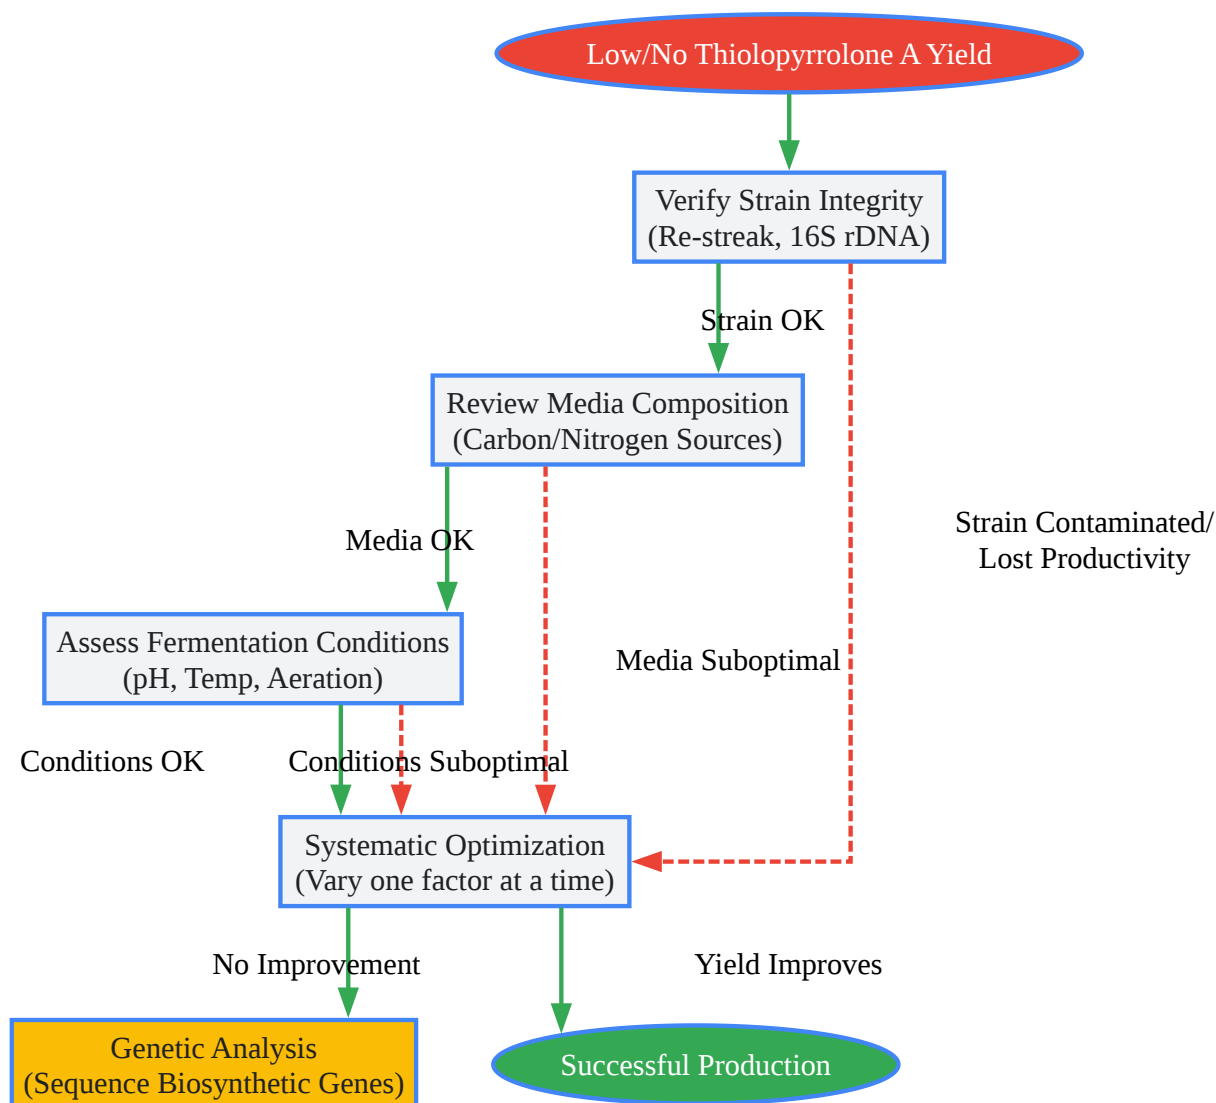 Low/No Thiolopyrrolone A Yield
Verify Strain Integrity
(Re-streak, 16S rDNA)
Strain OK
Review Media Composition
(Carbon/Nitrogen Sources)
Strain Contaminated/
Lost Productivity
Media OK
Assess Fermentation Conditions
(pH, Temp, Aeration)
Media Suboptimal
Conditions OK
Conditions Suboptimal
Systematic Optimization
(Vary one factor at a time)
No Improvement
Yield Improves
Genetic Analysis
(Sequence Biosynthetic Genes)
Successful Production